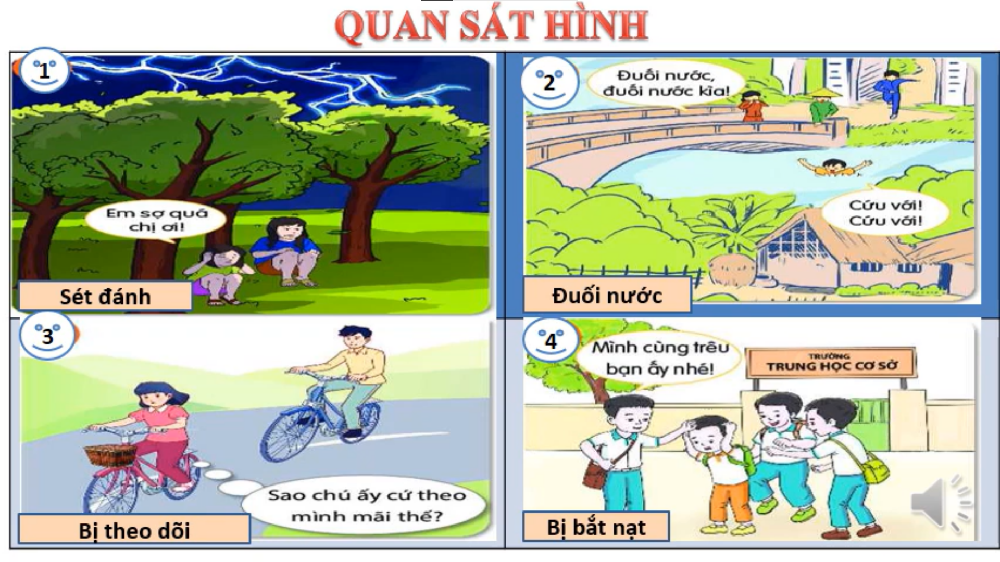 QUAN SÁT HÌNH
1
Em sợ quá
chị ơi!
Sét đánh
2
Đuối nước,
đuối nước kìa!
Cứu với!
Cứu với!
Đuối nước
3
Sao chú ấy cứ theo
mình mãi thế?
Bị theo dõi
4
Mình cùng trêu
bạn ấy nhé!
TRƯỜNG
TRUNG HỌC CƠ SỞ
Bị bắt nạt